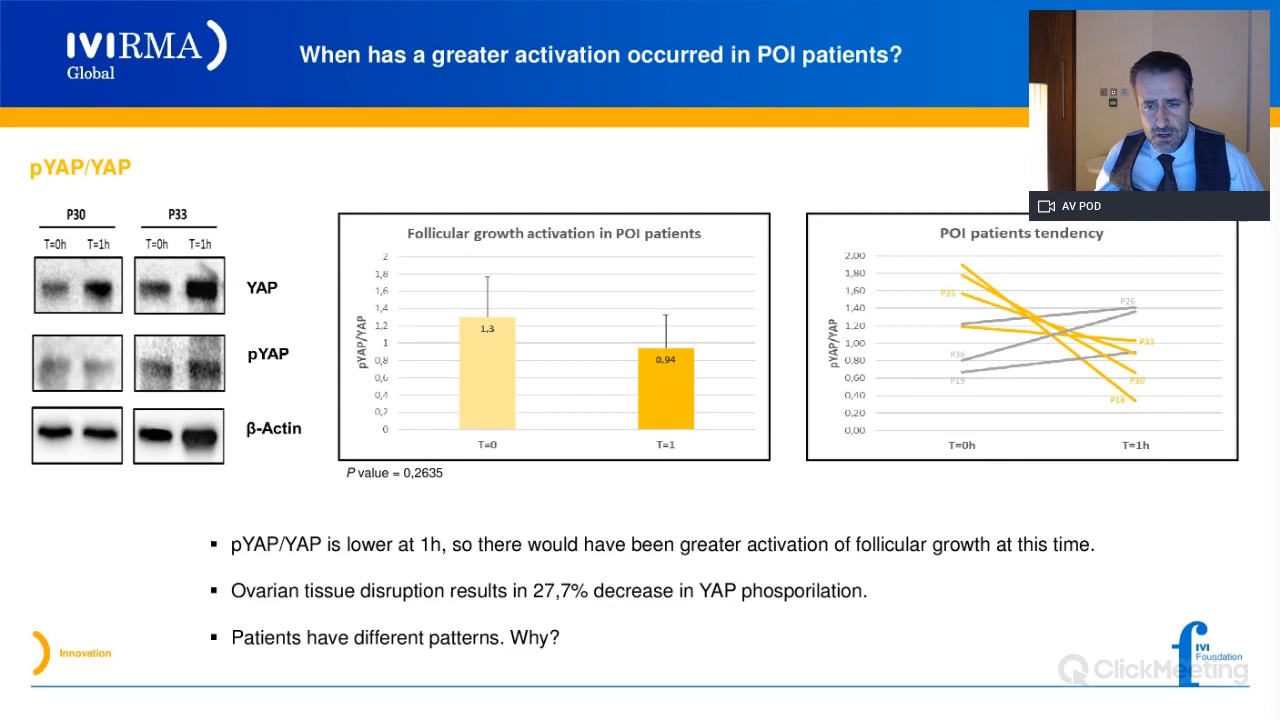 IVIRMA
Global
When has a greater activation occurred in POI patients?
AV POD
pYAP/YAP
P30
P33
T=0h
T=1h
T=0h
T=1h
YAP
pYAP
β-Actin
Follicular growth activation in POI patients
pYAP/YAP
2
1,8
1,6
1,4
1,2
1
0,8
0,6
0,4
0,2
0
1,3
0,94
T=0
T=1
P value = 0,2635
POI patients tendency
pYAP/YAP
2,00
1,80
1,60
1,40
1,20
1,00
0,80
0,60
0,40
0,20
0,00
P35
P36
P19
P26
P33
P30
P18
T=0h
T=1h
▪ pYAP/YAP is lower at 1h, so there would have been greater activation of follicular growth at this time.
▪ Ovarian tissue disruption results in 27,7% decrease in YAP phosporilation.
▪ Patients have different patterns. Why?
Innovation
IVI
Foundation
ClickMeeting